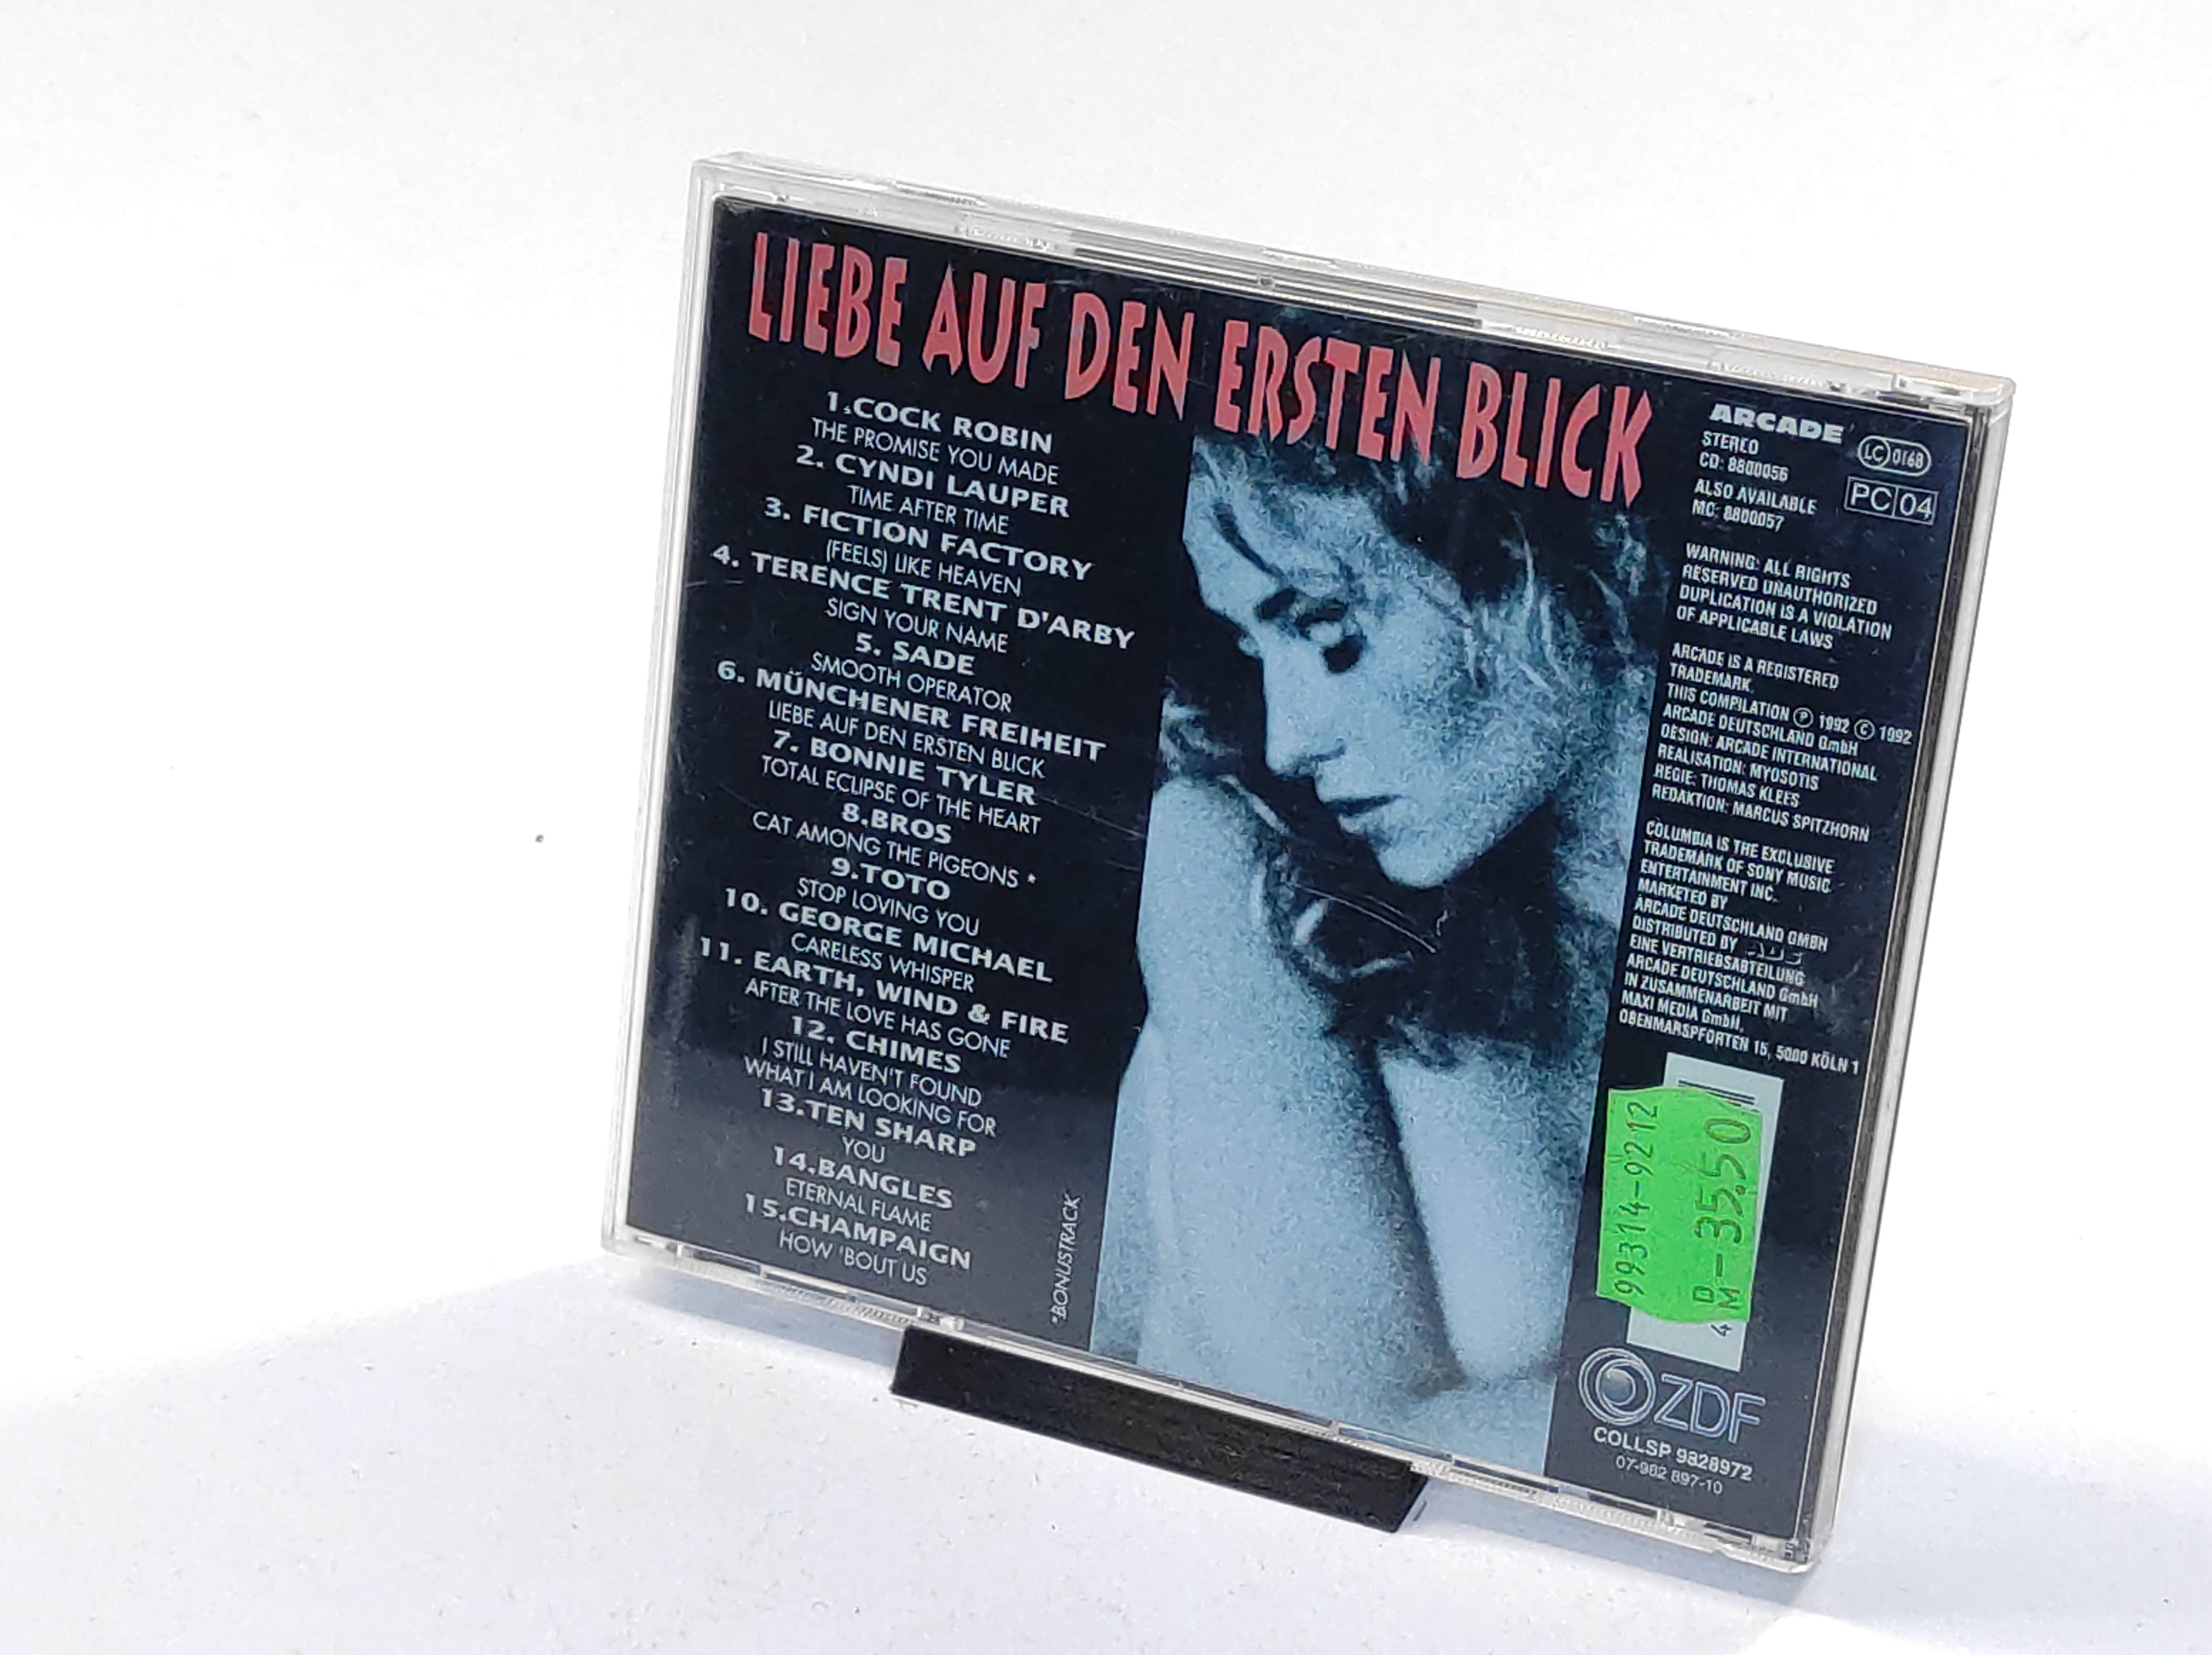 LIEBE AUF DEN ERSTEN BLICK
1.COCK ROBIN
THE PROMISE YOU MADE
2. CYNDI LAUPER
TIME AFTER TIME
3. FICTION FACTORY
(FEELS) LIKE HEAVEN
4. TERENCE TRENT D'ARBY
SIGN YOUR NAME
5. SADE
SMOOTH OPERATOR
6. MÜNCHENER FREIHEIT
LIEBE AUF DEN ERSTEN BLICK
7. BONNIE TYLER
TOTAL ECLIPSE OF THE HEART
8.BROS
CAT AMONG THE PIGEONS *
9.TOTO
STOP LOVING YOU
10. GEORGE MICHAEL
CARELESS WHISPER
11. EARTH, WIND & FIRE
AFTER THE LOVE HAS GONE
12. CHIMES
I STILL HAVEN'T FOUND
WHAT I AM LOOKING FOR
13.TEN SHARP
YOU
14.BANGLES
ETERNAL FLAME
15.CHAMPAIGN
HOW 'BOUT US
*BONUSTRACK
ARCADE
STEREO
CD: 8800056
ALSO AVAILABLE
MC: 8800057
LC 0168
PC 04
WARNING: ALL RIGHTS
RESERVED UNAUTHORIZED
DUPLICATION IS A VIOLATION
OF APPLICABLE LAWS
ARCADE IS A REGISTERED
TRADEMARK.
THIS COMPILATION Ⓟ 1992 © 1992
ARCADE DEUTSCHLAND GmbH
DESIGN: ARCADE INTERNATIONAL
REALISATION: MYOSOTIS
REGIE: THOMAS KLEES
REDAKTION: MARCUS SPITZHORN
COLUMBIA IS THE EXCLUSIVE
TRADEMARK OF SONY MUSIC
ENTERTAINMENT INC.
MARKETED BY
ARCADE DEUTSCHLAND GMBH
DISTRIBUTED BY
EINE VERTRIEBSABTEILUNG
ARCADE DEUTSCHLAND GmbH
IN ZUSAMMENARBEIT MIT
MAXI MEDIA GmbH,
OBENMARSPFORTEN 15, 5000 KÖLN 1
99314-9212
DM-35.50
4
ZDF
COLLSP 9828972
07-982 897-10